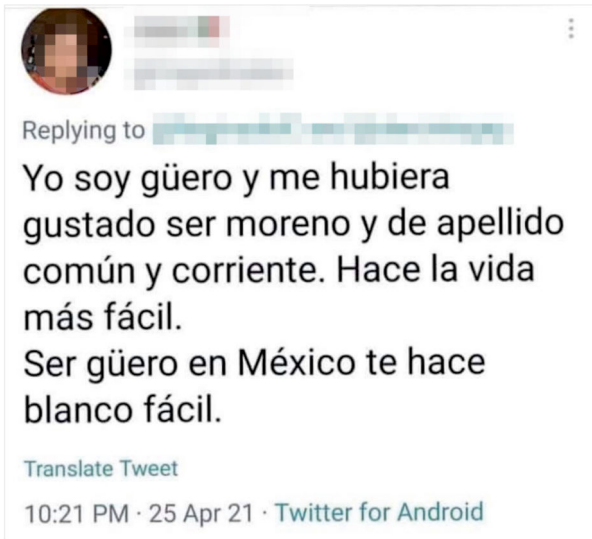 Replying to
Yo soy güero y me hubiera
gustado ser moreno y de apellido
común y corriente. Hace la vida
más fácil.
Ser güero en México te hace
blanco fácil.
Translate Tweet
10:21 PM · 25 Apr 21 · Twitter for Android